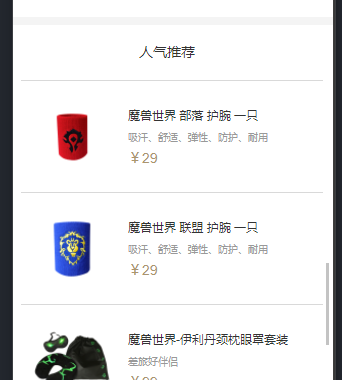 人气推荐
魔兽世界 部落 护腕 一只
吸汗、舒适、弹性、防护、耐用
￥29
魔兽世界 联盟 护腕 一只
吸汗、舒适、弹性、防护、耐用
￥29
魔兽世界-伊利丹颈枕眼罩套装
差旅好伴侣